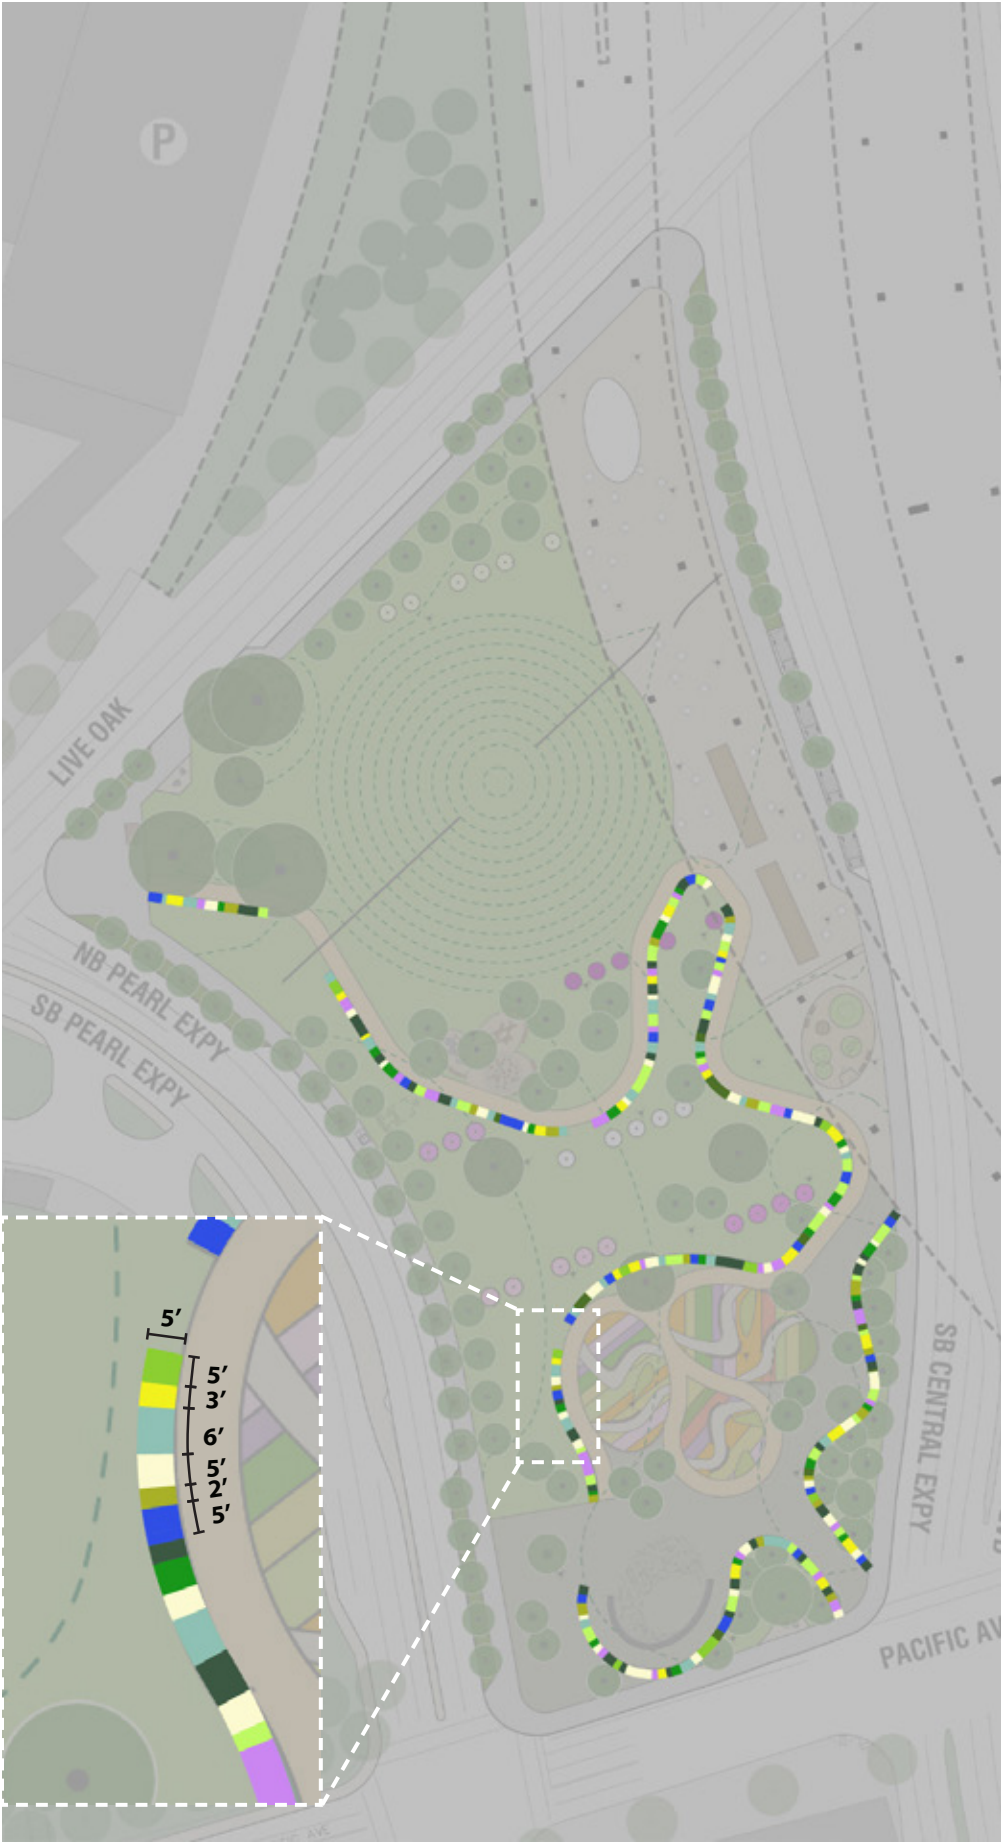 P
LIVE OAK
NB PEARL EXPY
SB PEARL EXPY
5’
5’
3’
6’
5’
2’
5’
SB CENTRAL EXPY
PACIFIC AV
AVE